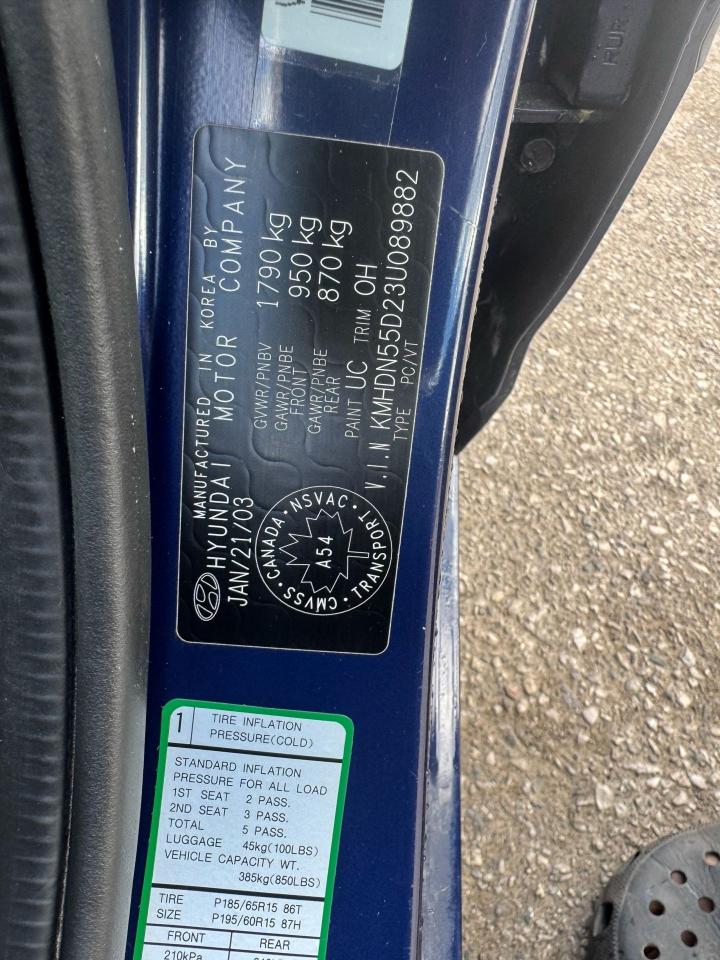 MANUFACTURED IN KOREA BY
HYUNDAI MOTOR COMPANY
JAN/21/03
GVWR/PNBV 1790 kg
GAWR/PNBE FRONT 950 kg
GAWR/PNBE REAR 870 kg
PAINT UC TRIM OH
V.I.N KMHDN55D23U089882
TYPE PC/VT
CANADA · NSVAC · TRANSPORT · CMVSS ·
A54
1 TIRE INFLATION
PRESSURE(COLD)
STANDARD INFLATION
PRESSURE FOR ALL LOAD
1ST SEAT 2 PASS.
2ND SEAT 3 PASS.
TOTAL 5 PASS.
LUGGAGE 45kg(100LBS)
VEHICLE CAPACITY WT.
385kg(850LBS)
TIRE P185/65R15 86T
SIZE P195/60R15 87H
FRONT REAR
210kPa
RUR